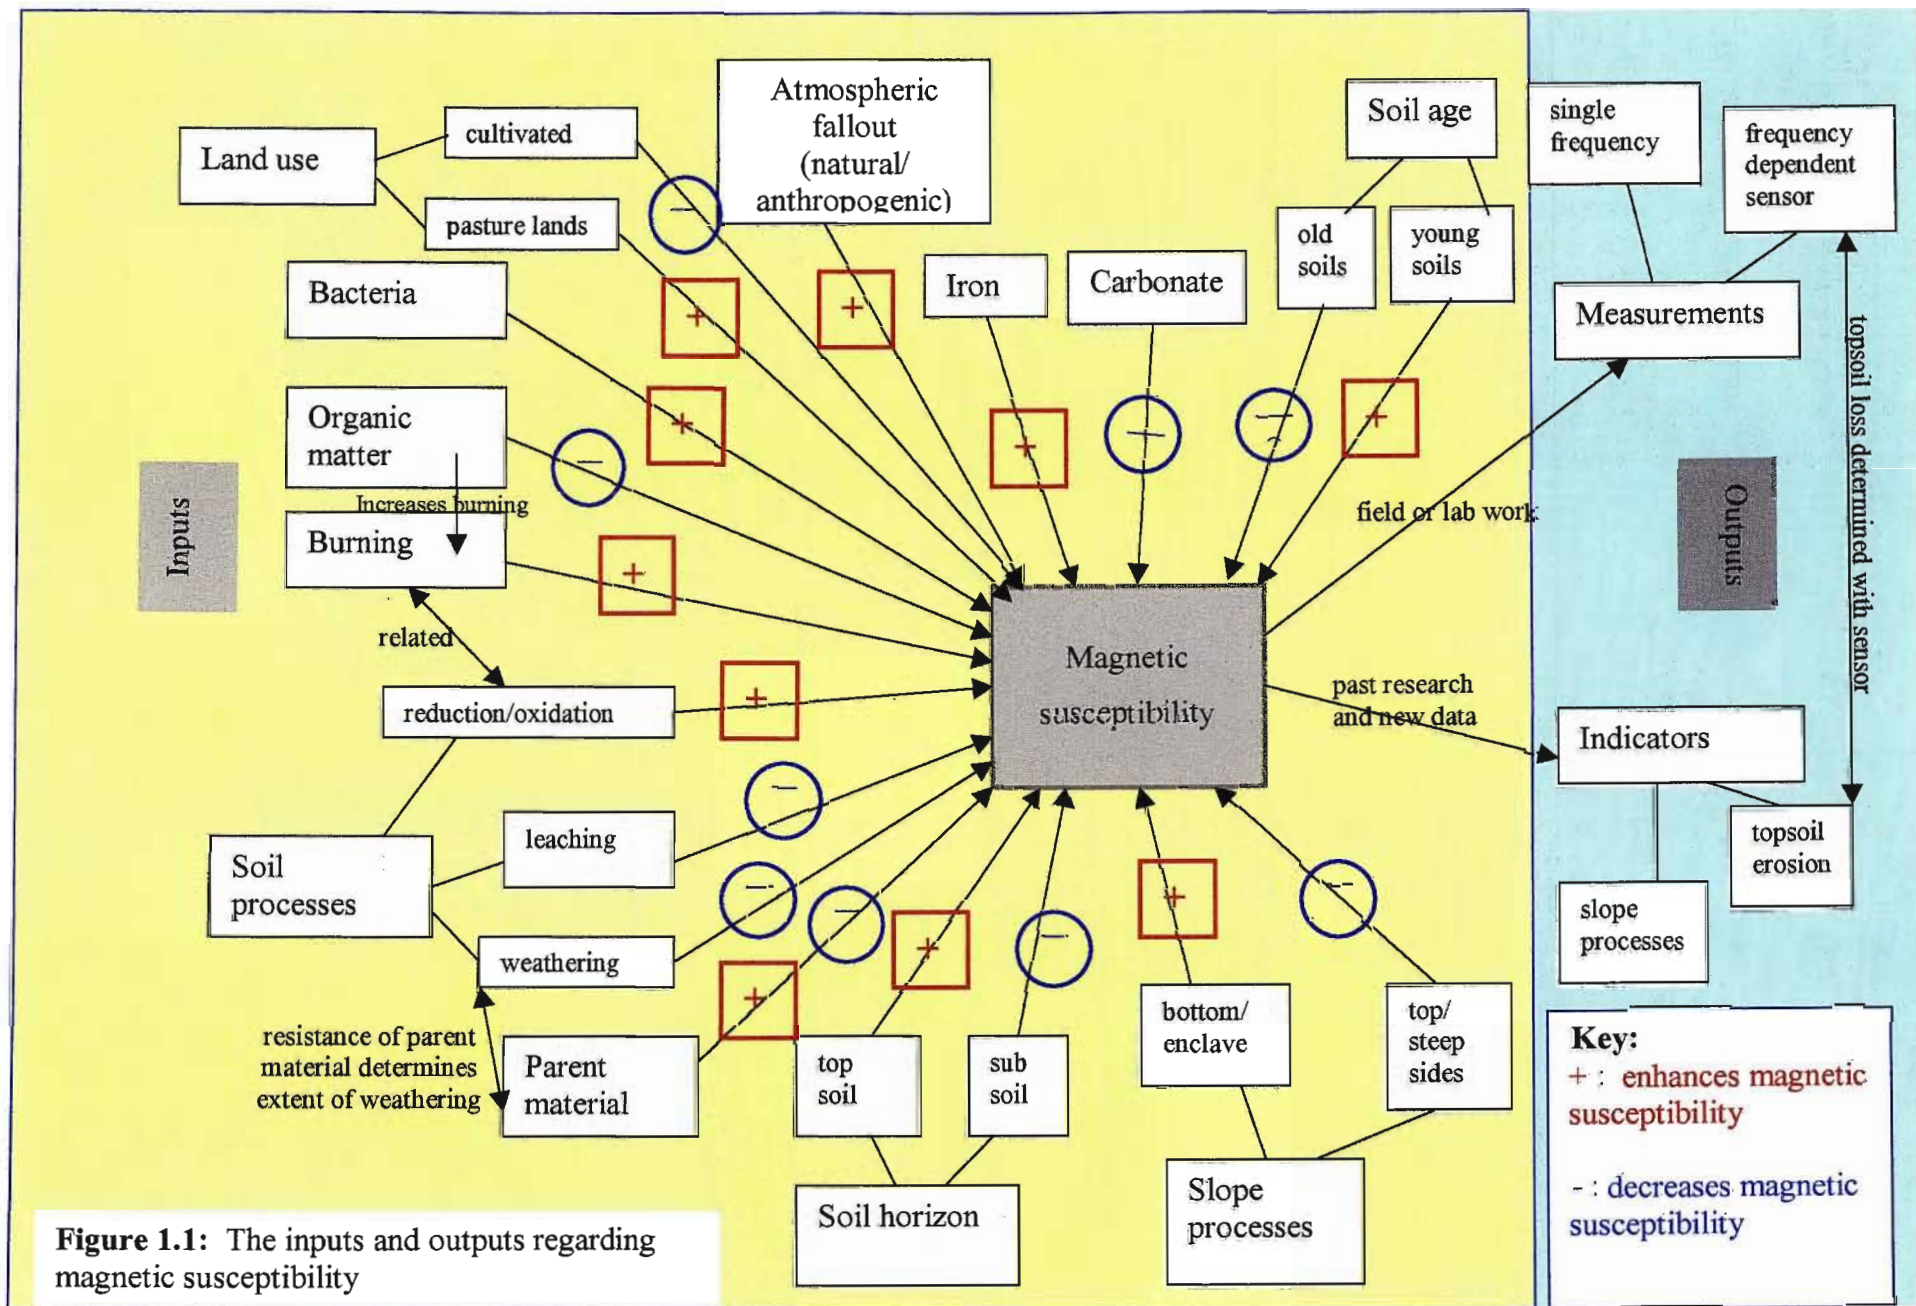 Land use
cultivated
pasture lands
Atmospheric
fallout
(natural/
anthropogenic)
Soil age
old
soils
young
soils
single
frequency
frequency
dependent
sensor
Bacteria
Iron
Carbonate
Measurements
Organic
matter
Increases burning
Burning
Inputs
related
reduction/oxidation
Magnetic
susceptibility
field or lab work
past research
and new data
Outputs
topsoil loss determined with sensor
Indicators
topsoil
erosion
slope
processes
Soil
processes
leaching
weathering
resistance of parent
material determines
extent of weathering
Parent
material
top
soil
sub
soil
Soil horizon
bottom/
enclave
top/
steep
sides
Slope
processes
+
+
+
+
+
+
+
+
+
+
+
-
-
-
-
-
-
-
-
-
Key:
+ : enhances magnetic
susceptibility
- : decreases magnetic
susceptibility
Figure 1.1: The inputs and outputs regarding
magnetic susceptibility